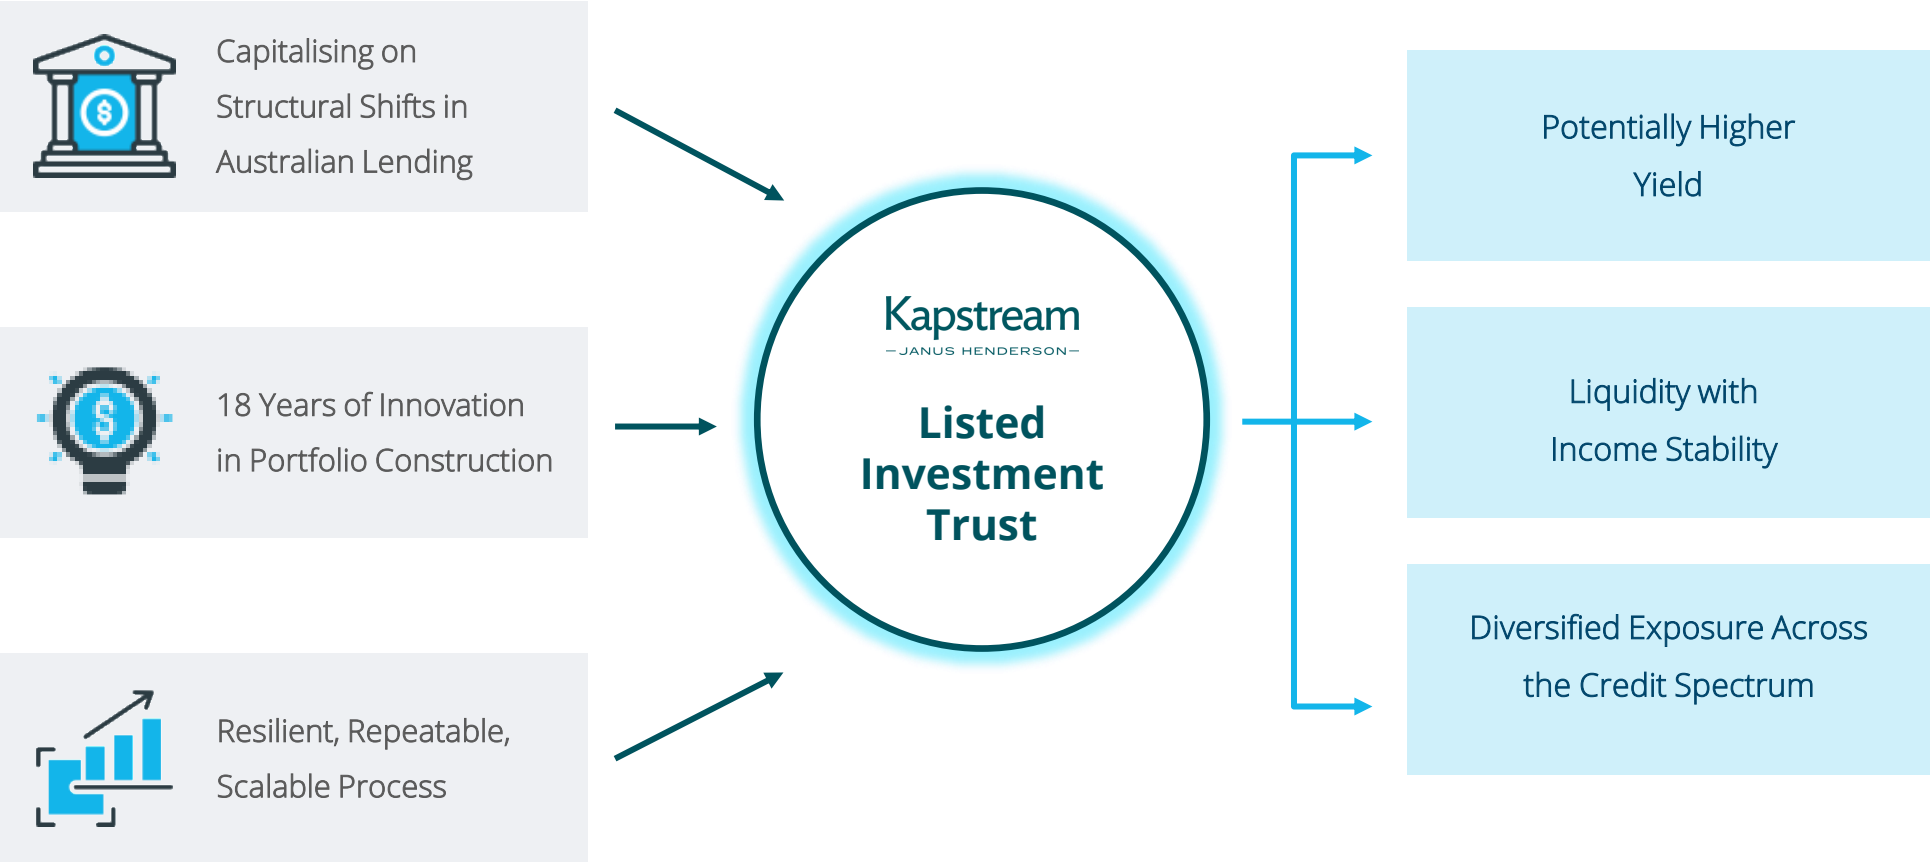 Capitalising on
Structural Shifts in
Australian Lending
18 Years of Innovation
in Portfolio Construction
Resilient, Repeatable,
Scalable Process
Kapstream
—JANUS HENDERSON—
Listed
Investment
Trust
Potentially Higher
Yield
Liquidity with
Income Stability
Diversified Exposure Across
the Credit Spectrum